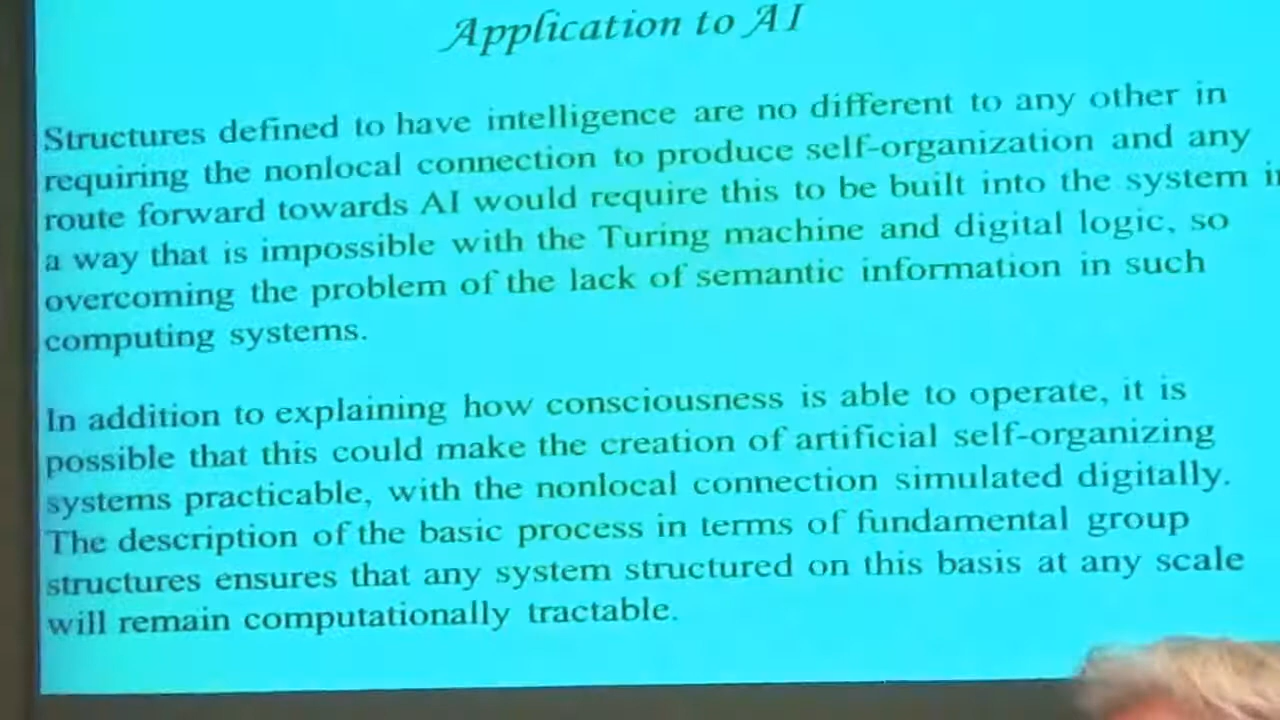 Application to AI
Structures defined to have intelligence are no different to any other in
requiring the nonlocal connection to produce self-organization and any
route forward towards AI would require this to be built into the system
a way that is impossible with the Turing machine and digital logic, so
overcoming the problem of the lack of semantic information in such
computing systems.
In addition to explaining how consciousness is able to operate, it is
possible that this could make the creation of artificial self-organizing
systems practicable, with the nonlocal connection simulated digitally.
The description of the basic process in terms of fundamental group
structures ensures that any system structured on this basis at any scale
will remain computationally tractable.